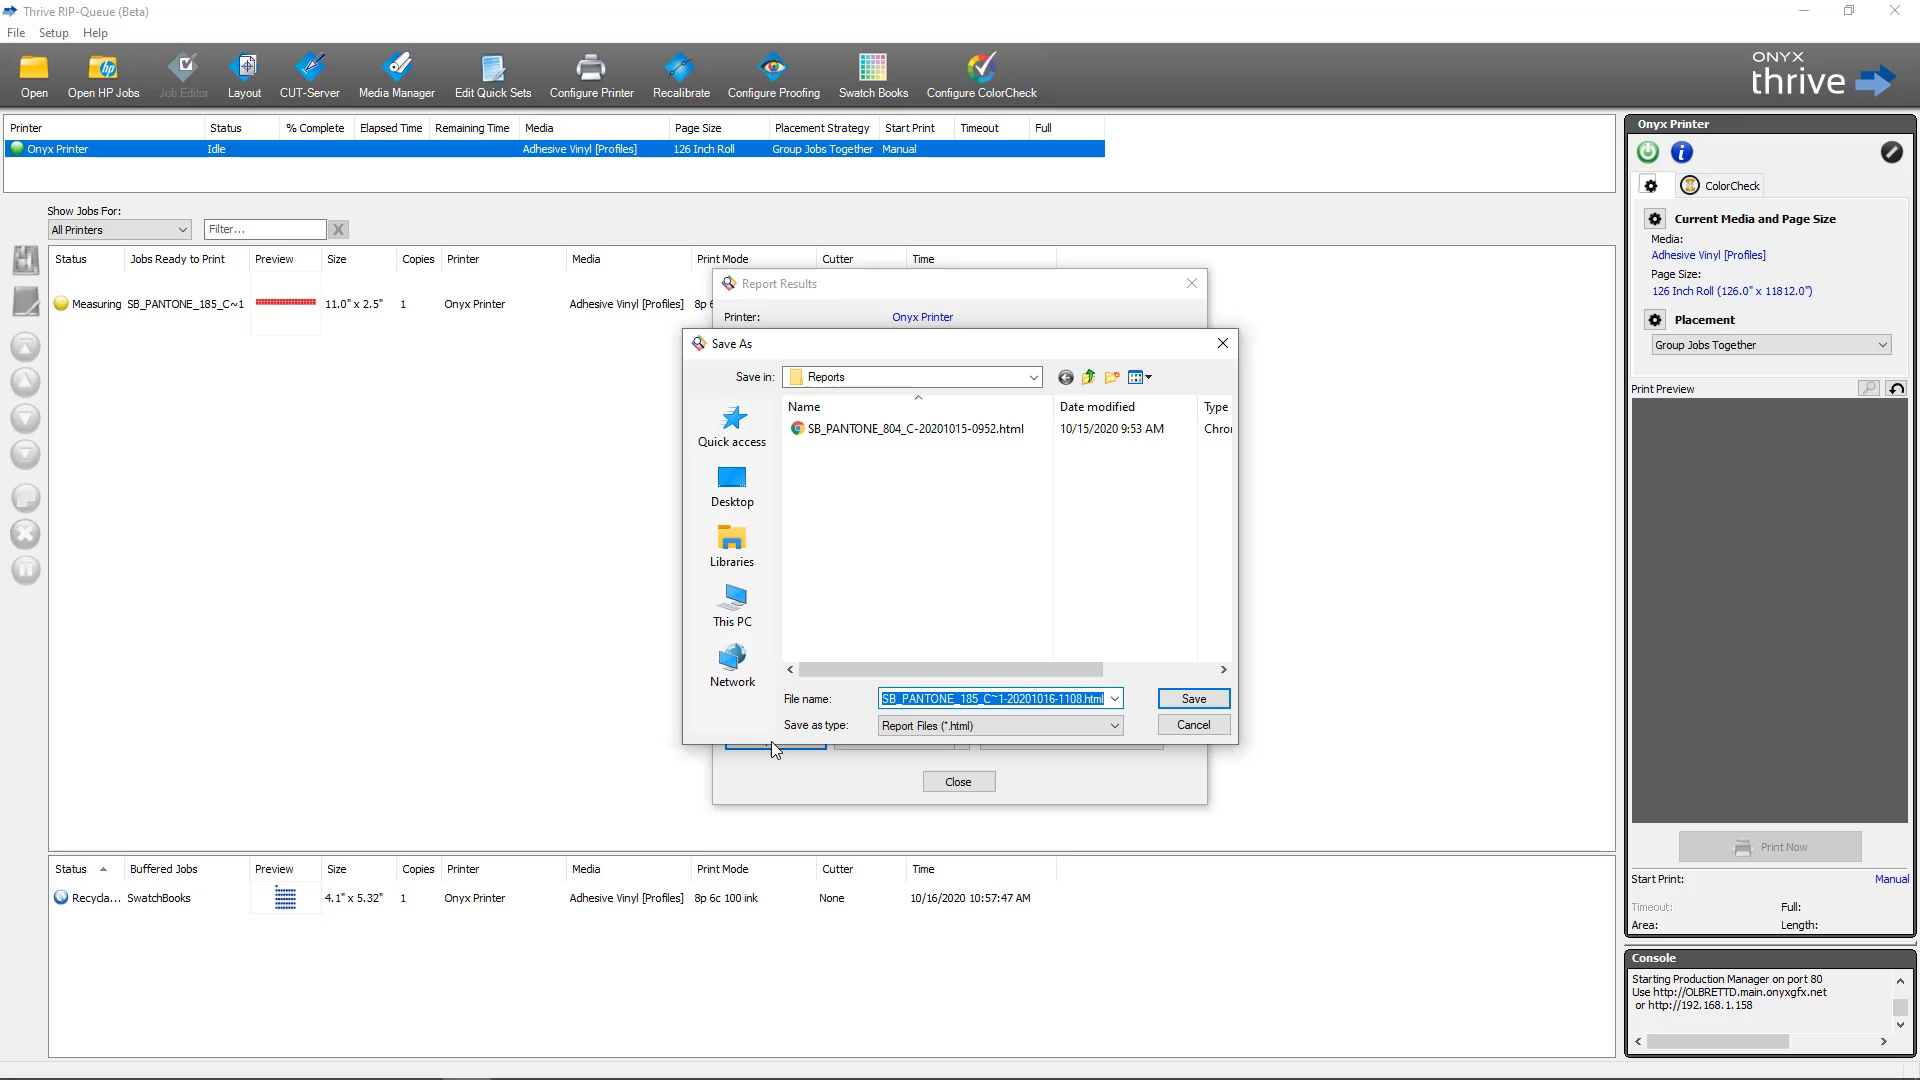 Thrive RIP-Queue (Beta)
File Setup Help
Open Open HP Jobs Job Editor Layout CUT-Server Media Manager Edit Quick Sets Configure Printer Recalibrate Configure Proofing Swatch Books Configure ColorCheck
ONYX
thrive
Printer Status % Complete Elapsed Time Remaining Time Media Page Size Placement Strategy Start Print Timeout Full
Onyx Printer Idle Adhesive Vinyl [Profiles] 126 Inch Roll Group Jobs Together Manual
Show Jobs For:
All Printers Filter... X
Status Jobs Ready to Print Preview Size Copies Printer Media Print Mode Cutter Time
Measuring SB_PANTONE_185_C~1 11.0" x 2.5" 1 Onyx Printer Adhesive Vinyl [Profiles] 8p 6
Report Results
Printer: Onyx Printer
Save As
Save in: Reports
Name Date modified Type
SB_PANTONE_804_C-20201015-0952.html 10/15/2020 9:53 AM Chro
Quick access
Desktop
Libraries
This PC
Network
File name: SB_PANTONE_185_C~1-20201016-1108.html Save
Save as type: Report Files (*.html) Cancel
Close
Status Buffered Jobs Preview Size Copies Printer Media Print Mode Cutter Time
Recycla... SwatchBooks 4.1" x 5.32" 1 Onyx Printer Adhesive Vinyl [Profiles] 8p 6c 100 ink None 10/16/2020 10:57:47 AM
Onyx Printer
ColorCheck
Current Media and Page Size
Media:
Adhesive Vinyl [Profiles]
Page Size:
126 Inch Roll (126.0" x 11812.0")
Placement
Group Jobs Together
Print Preview
Print Now
Start Print: Manual
Timeout: Full:
Area: Length:
Console
Starting Production Manager on port 80
Use http://OLBRETTD.main.onyxgfx.net
or http://192.168.1.158